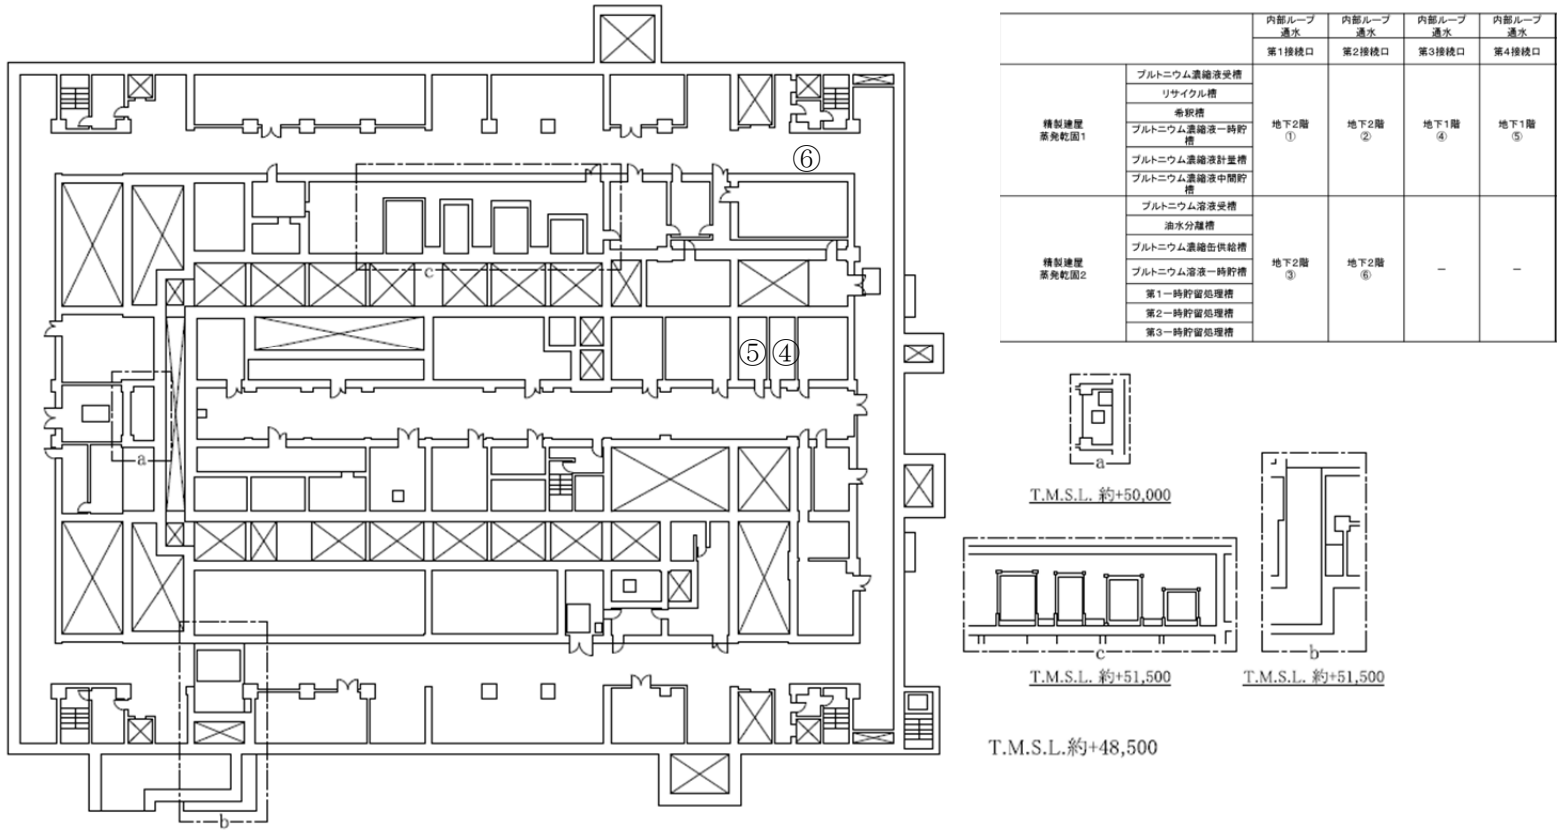 内部ループ
通水
内部ループ
通水
内部ループ
通水
内部ループ
通水
第1接続口
第2接続口
第3接続口
第4接続口
精製建屋
蒸発乾固1
プルトニウム濃縮液受槽
リサイクル槽
希釈槽
プルトニウム濃縮液一時貯
槽
プルトニウム濃縮液計量槽
プルトニウム濃縮液中間貯
槽
地下2階
①
地下2階
②
地下1階
④
地下1階
⑤
精製建屋
蒸発乾固2
プルトニウム溶液受槽
油水分離槽
プルトニウム濃縮缶供給槽
プルトニウム溶液一時貯槽
第1一時貯留処理槽
第2一時貯留処理槽
第3一時貯留処理槽
地下2階
③
地下2階
⑥
－
－
⑥
c
⑤
④
a
b
a
T.M.S.L. 約+50,000
c
T.M.S.L. 約+51,500
b
T.M.S.L. 約+51,500
T.M.S.L.約+48,500